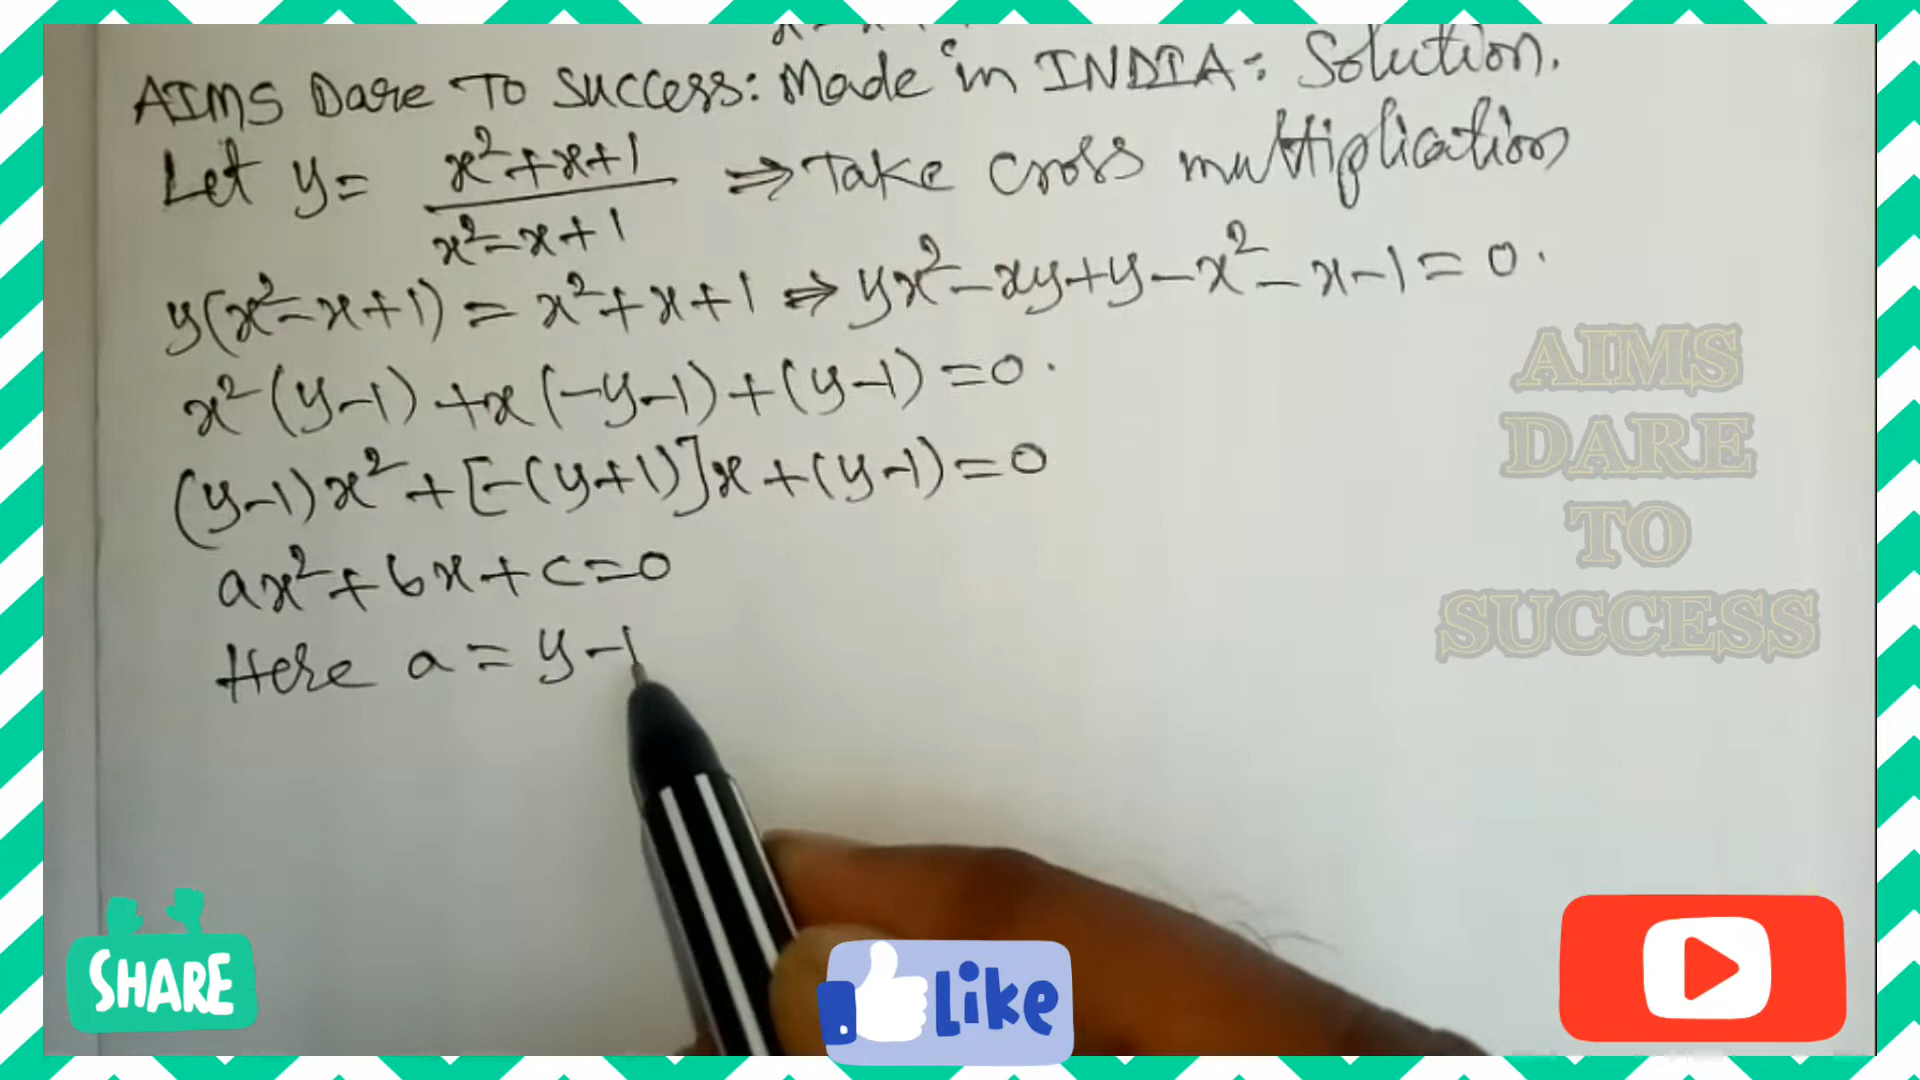 AIMS Dare To Success: Made in INDIA: Solution.
Let y = x²+x+1 / x²-x+1 ⇒ Take cross multiplication
y(x²-x+1) = x²+x+1 ⇒ yx²-xy+y-x²-x-1=0.
x²(y-1)+x(-y-1)+(y-1)=0.
(y-1)x²+[-(y+1)]x+(y-1)=0
ax²+bx+c=0
Here a=y-1
AIMS
DARE
TO
SUCCESS
SHARE
Like